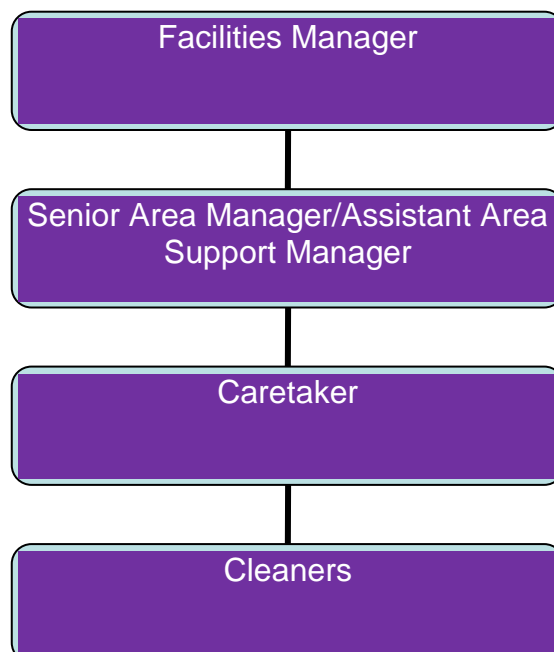 Facilities Manager
Senior Area Manager/Assistant Area
Support Manager
Caretaker
Cleaners